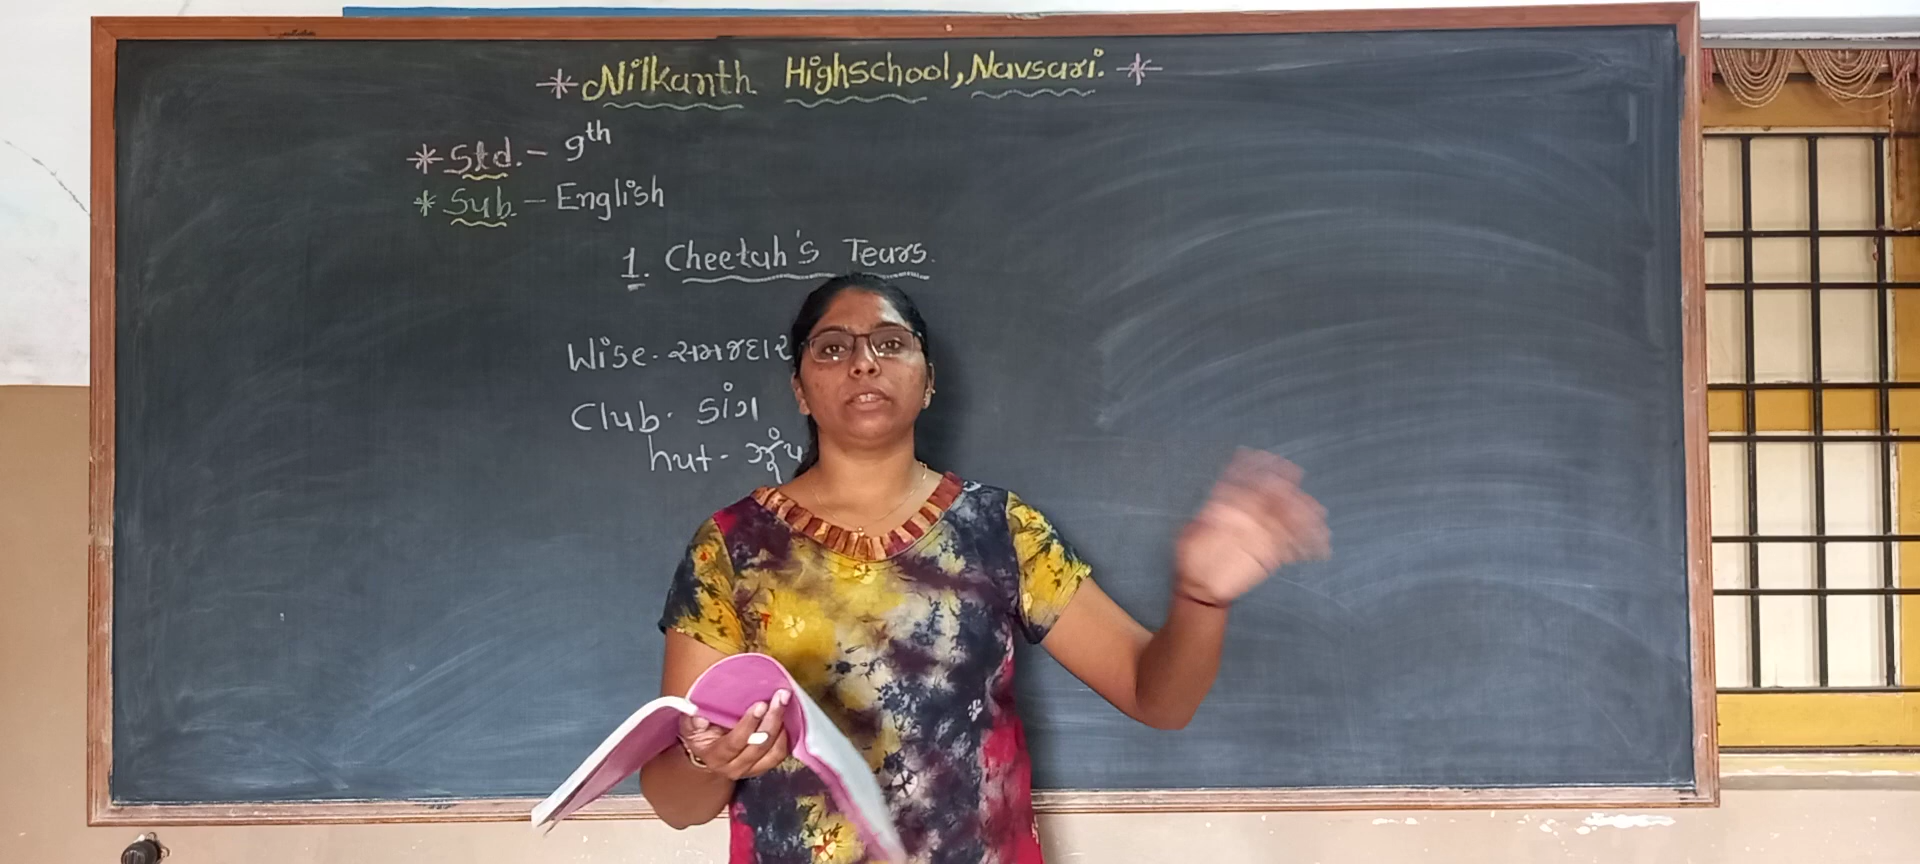 * Nilkanth Highschool, Navsari. *
* Std. - 9th
* Sub. - English
1. Cheetah's Tears.
Wise - સમજદાર
Club - ડાંગ
hut -